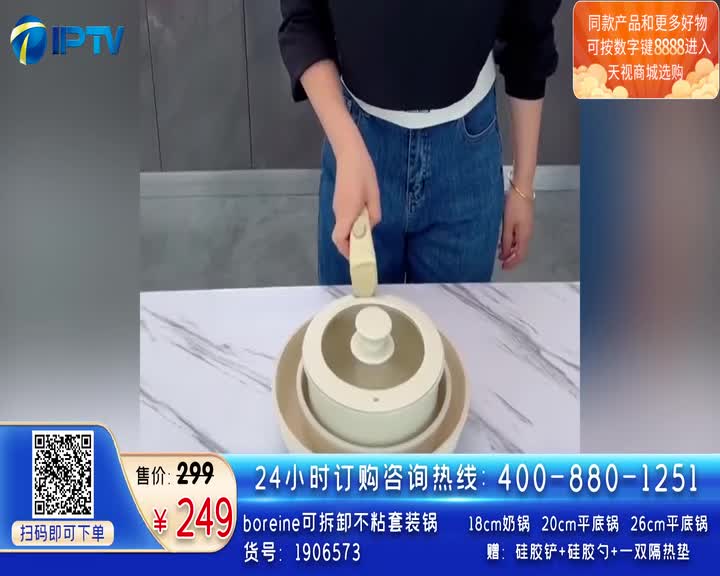 IPTV
同款产品和更多好物
可按数字键8888进入
天视商城选购
扫码即可下单
售价: 299
¥ 249
24小时订购咨询热线: 400-880-1251
boreine可拆卸不粘套装锅
货号: 1906573
18cm奶锅 20cm平底锅 26cm平底锅
赠: 硅胶铲+硅胶勺+一双隔热垫